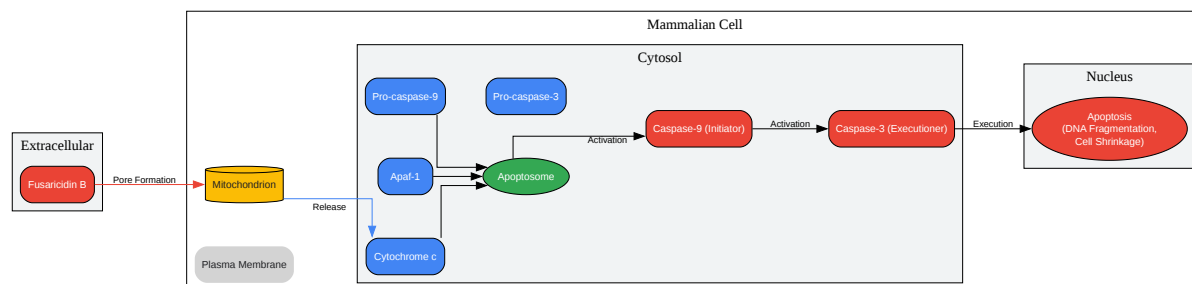 Mammalian Cell
Extracellular
Fusaricidin B
Pore Formation
Mitochondrion
Release
Plasma Membrane
Cytosol
Pro-caspase-9
Pro-caspase-3
Apaf-1
Apoptosome
Cytochrome c
Activation
Caspase-9 (Initiator)
Activation
Caspase-3 (Executioner)
Execution
Nucleus
Apoptosis
(DNA Fragmentation,
Cell Shrinkage)